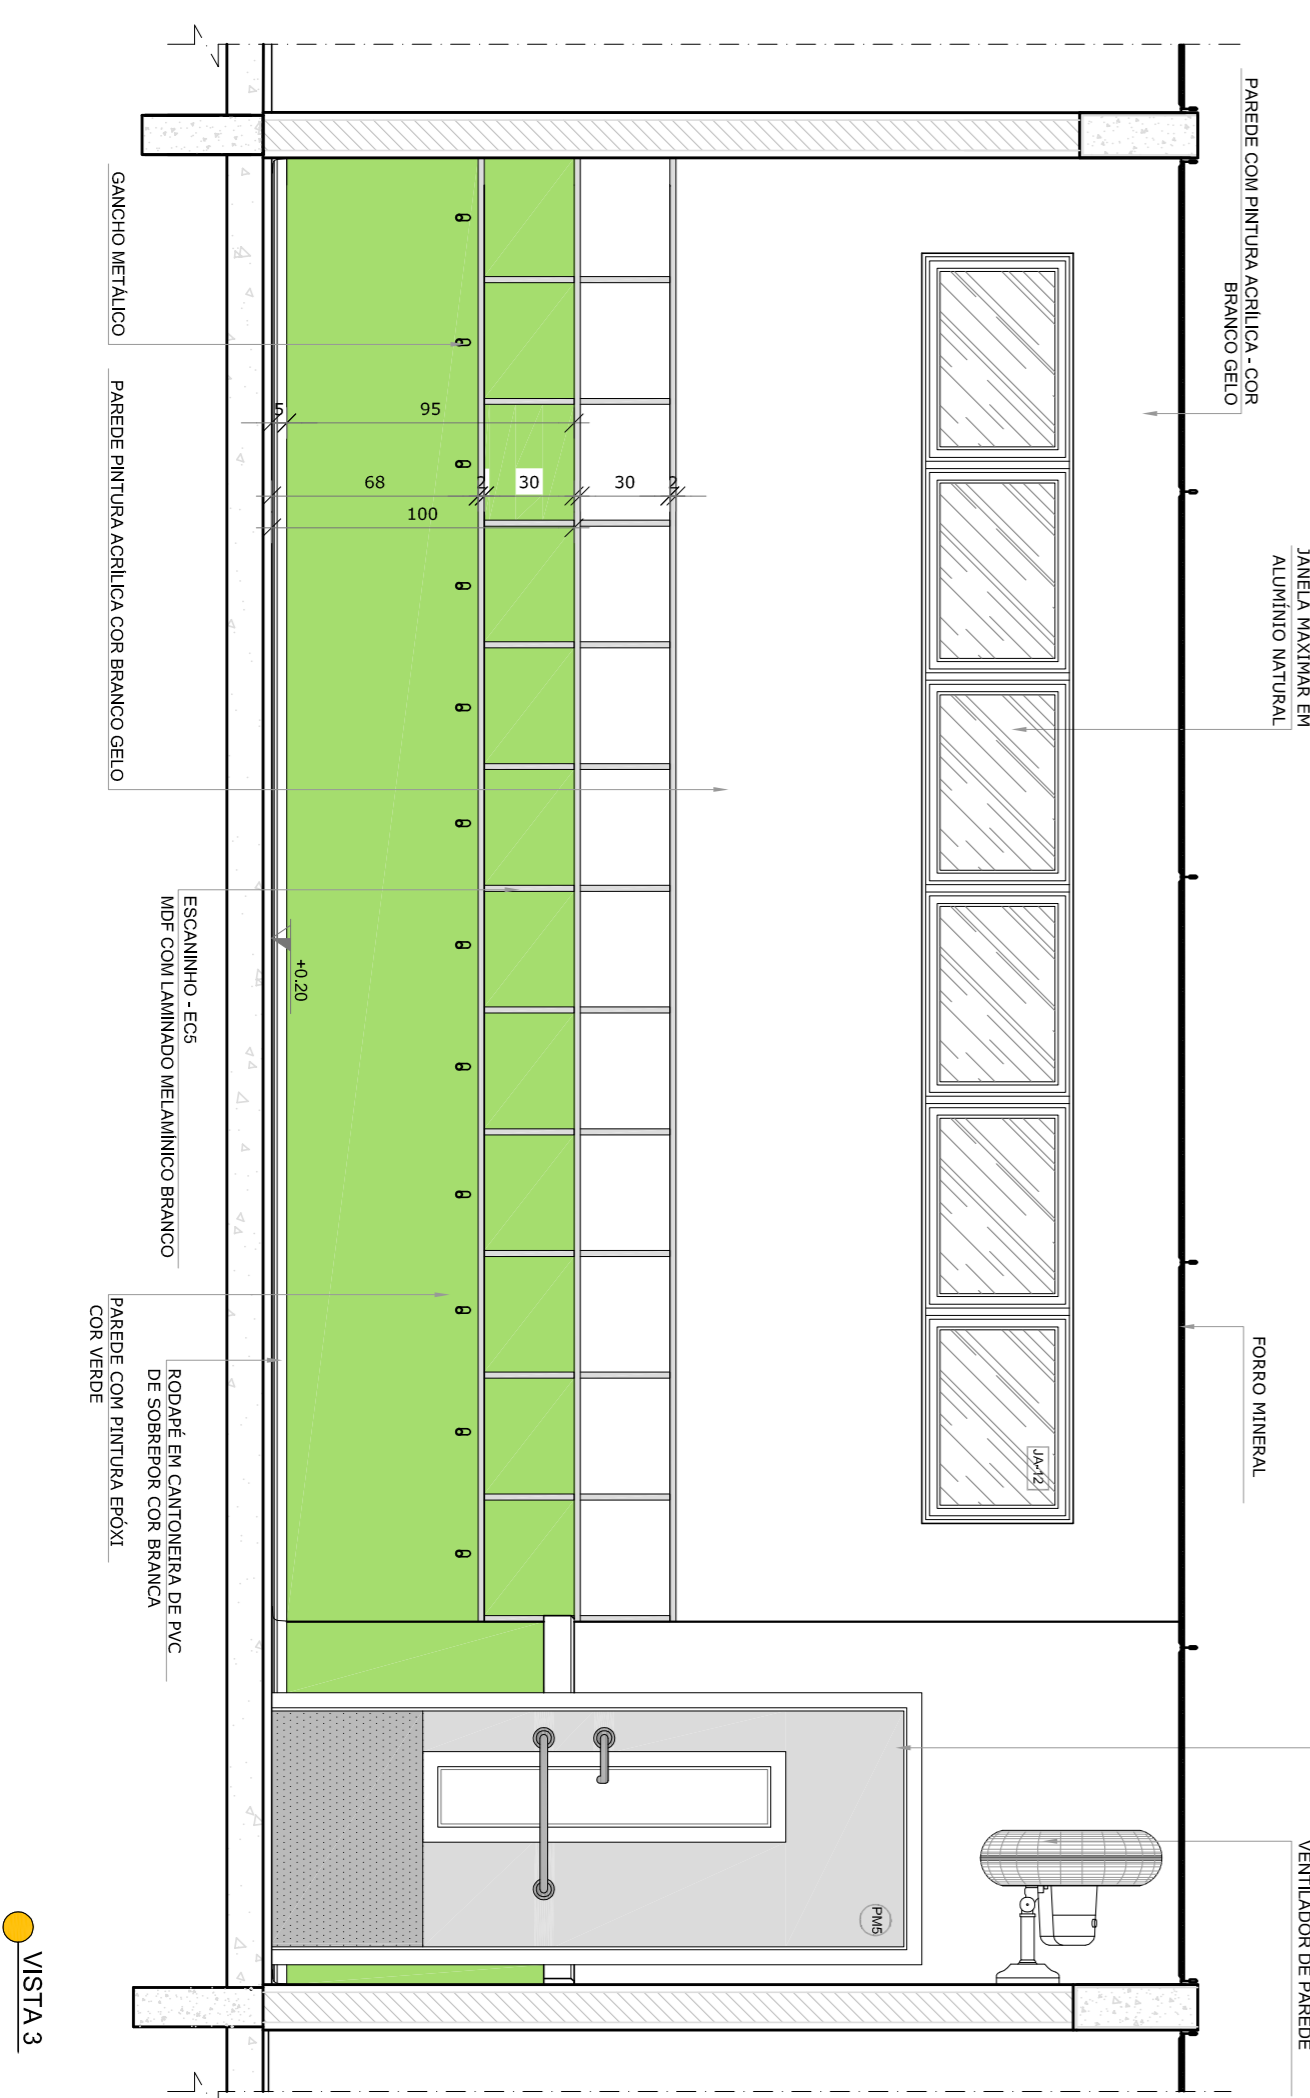 PAREDE COM PINTURA ACRÍLICA - COR
BRANCO GELO
JANELA MAXIMAR EM
ALUMÍNIO NATURAL
FORRO MINERAL
VENTILADOR DE PAREDE
JA-12
PM5
2
30
30
2
68
95
5
100
+0.20
GANCHO METÁLICO
PAREDE PINTURA ACRÍLICA COR BRANCO GELO
ESCANINHO - EC5
MDF COM LAMINADO MELAMÍNICO BRANCO
RODAPÉ EM CANTONEIRA DE PVC
DE SOBREPOR COR BRANCA
PAREDE COM PINTURA EPÓXI
COR VERDE
VISTA 3